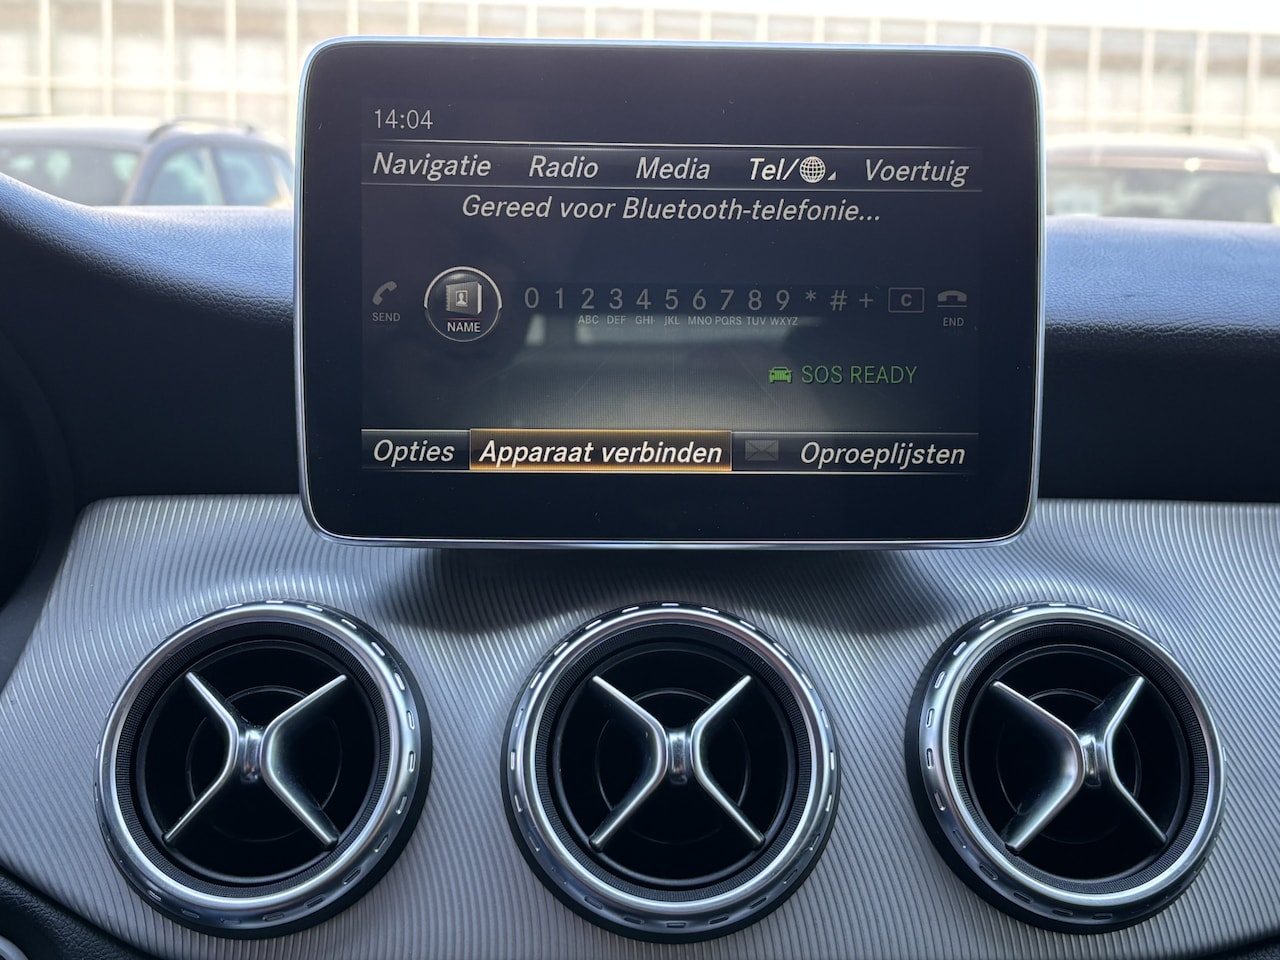 14:04
Navigatie Radio Media Tel/ Voertuig
Gereed voor Bluetooth-telefonie...
SEND NAME 0 1 2 3 4 5 6 7 8 9 * # + C END
ABC DEF GHI JKL MNO PQRS TUV WXYZ
SOS READY
Opties Apparaat verbinden Oproeplijsten